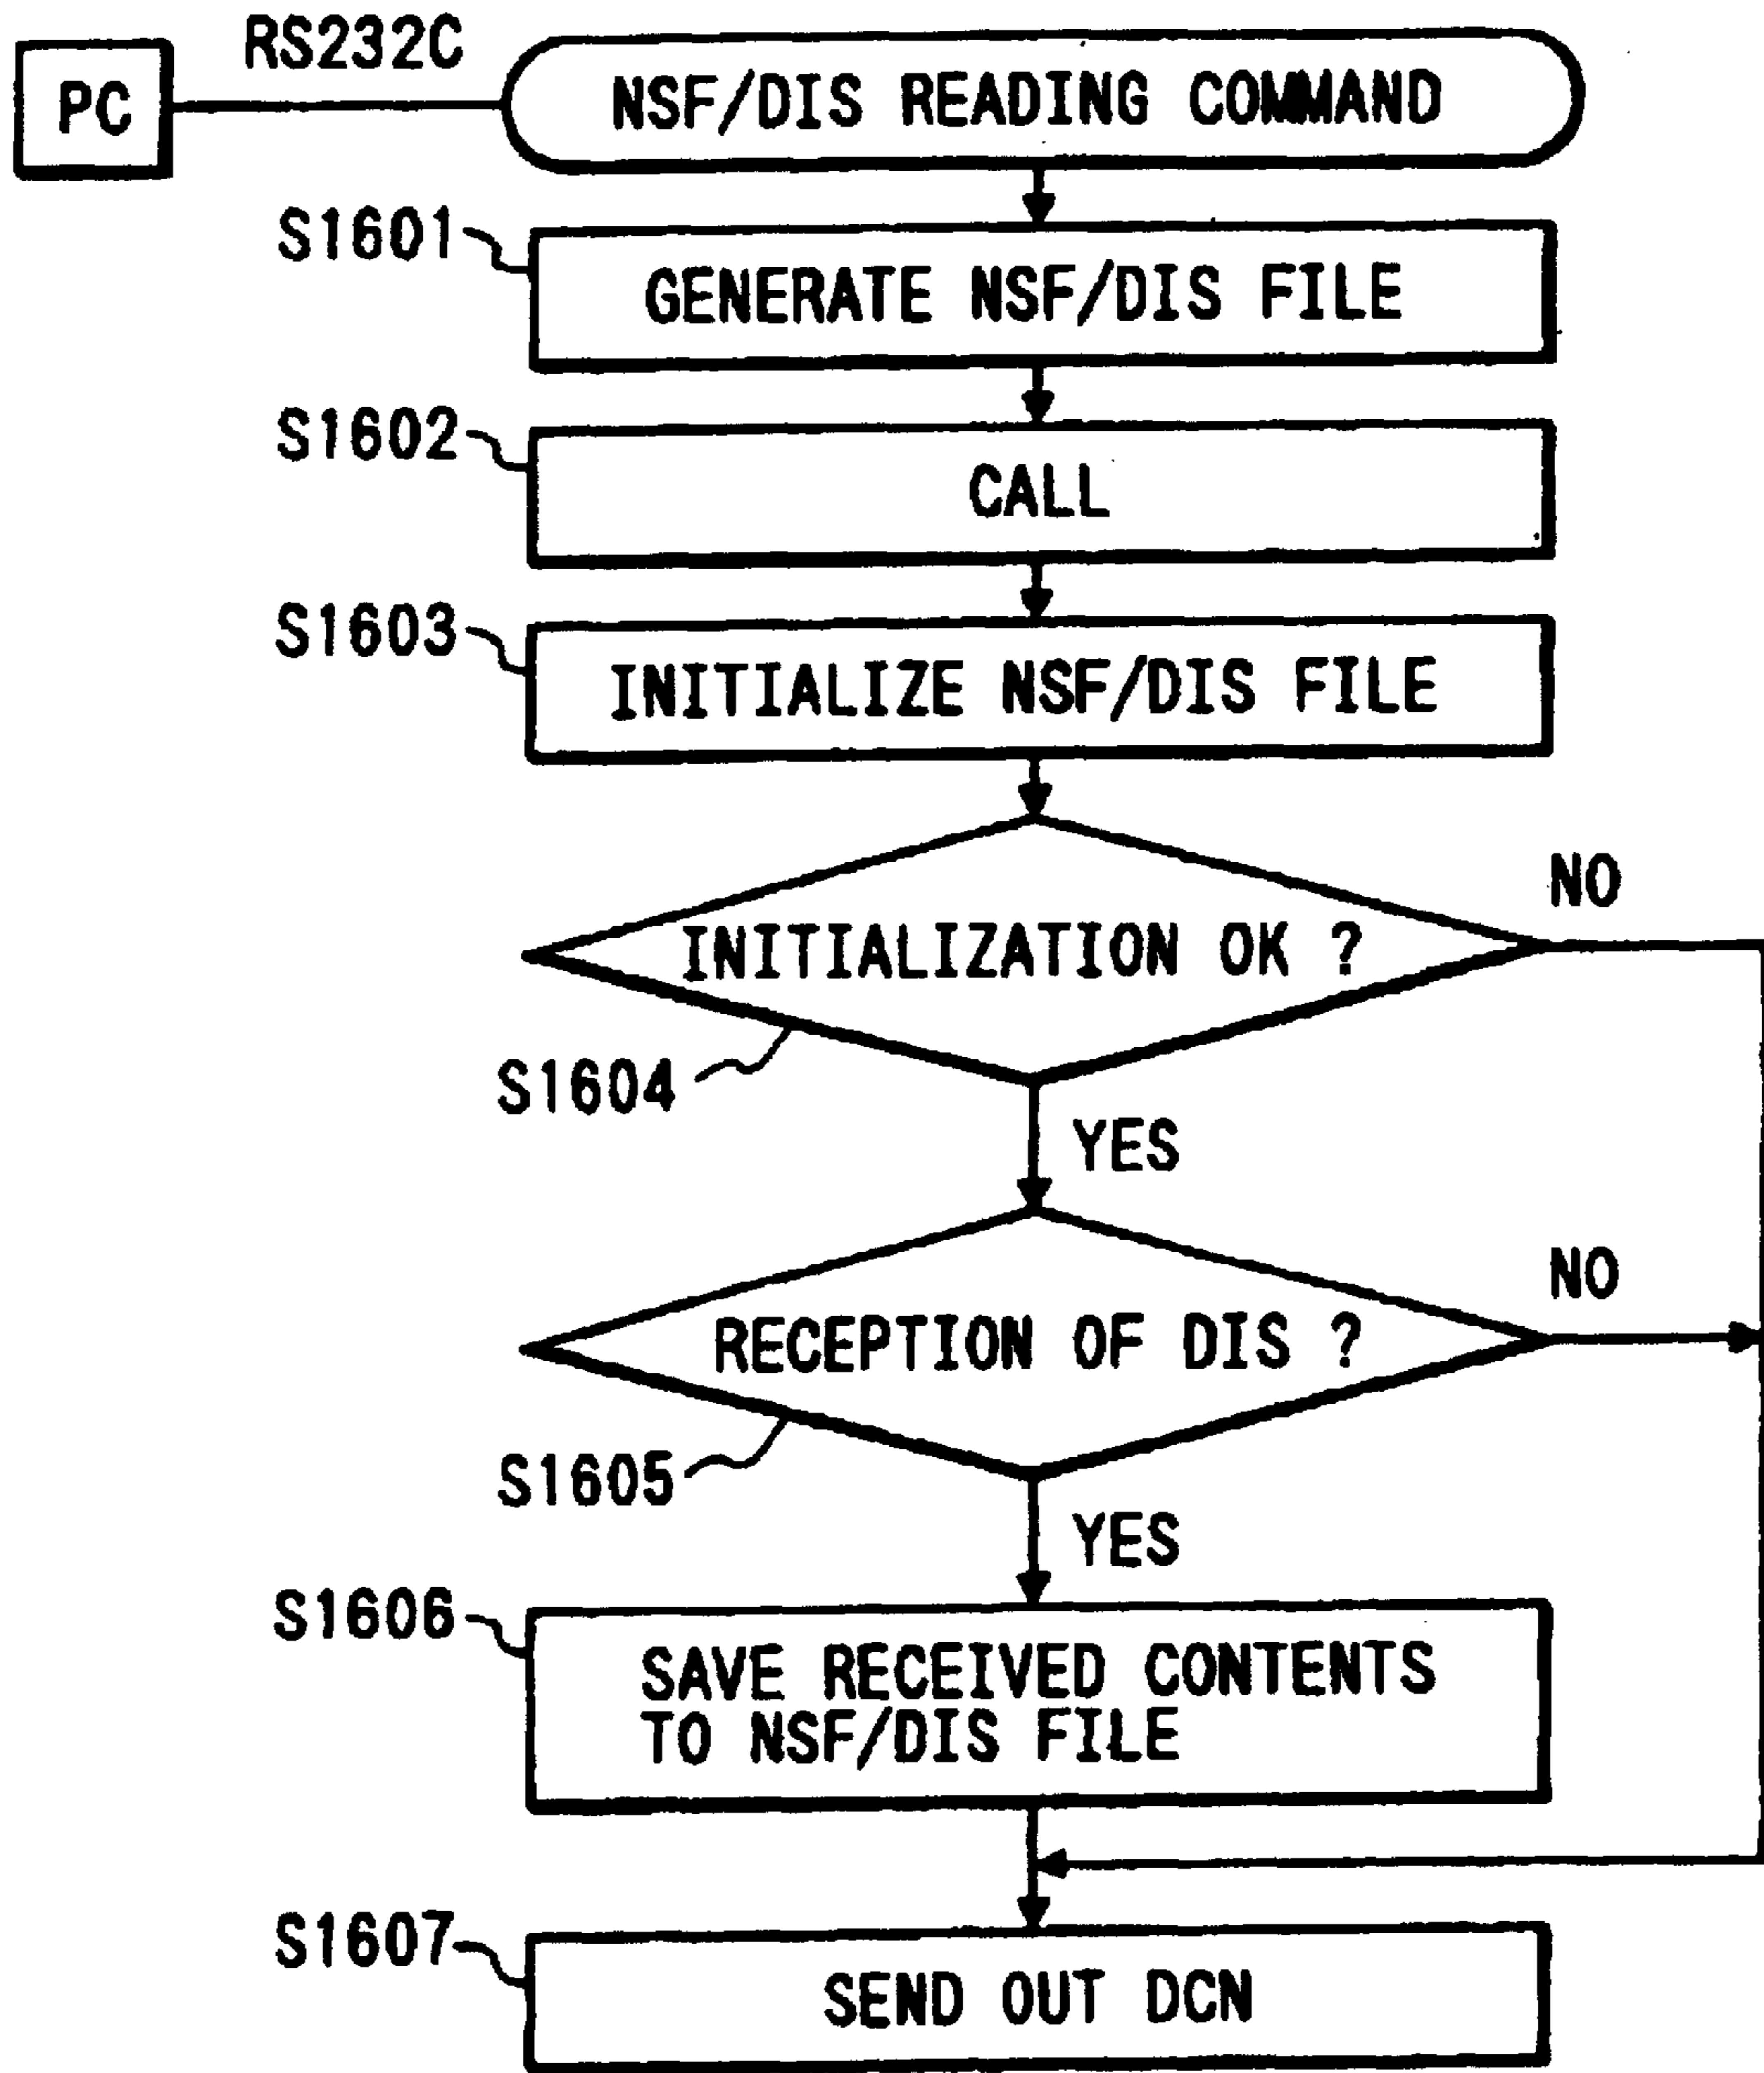 RS232C
PC
NSF/DIS READING COMMAND
S1601
GENERATE NSF/DIS FILE
S1602
CALL
S1603
INITIALIZE NSF/DIS FILE
NO
INITIALIZATION OK ?
S1604
YES
NO
RECEPTION OF DIS ?
S1605
YES
S1606
SAVE RECEIVED CONTENTS
TO NSF/DIS FILE
S1607
SEND OUT DCN